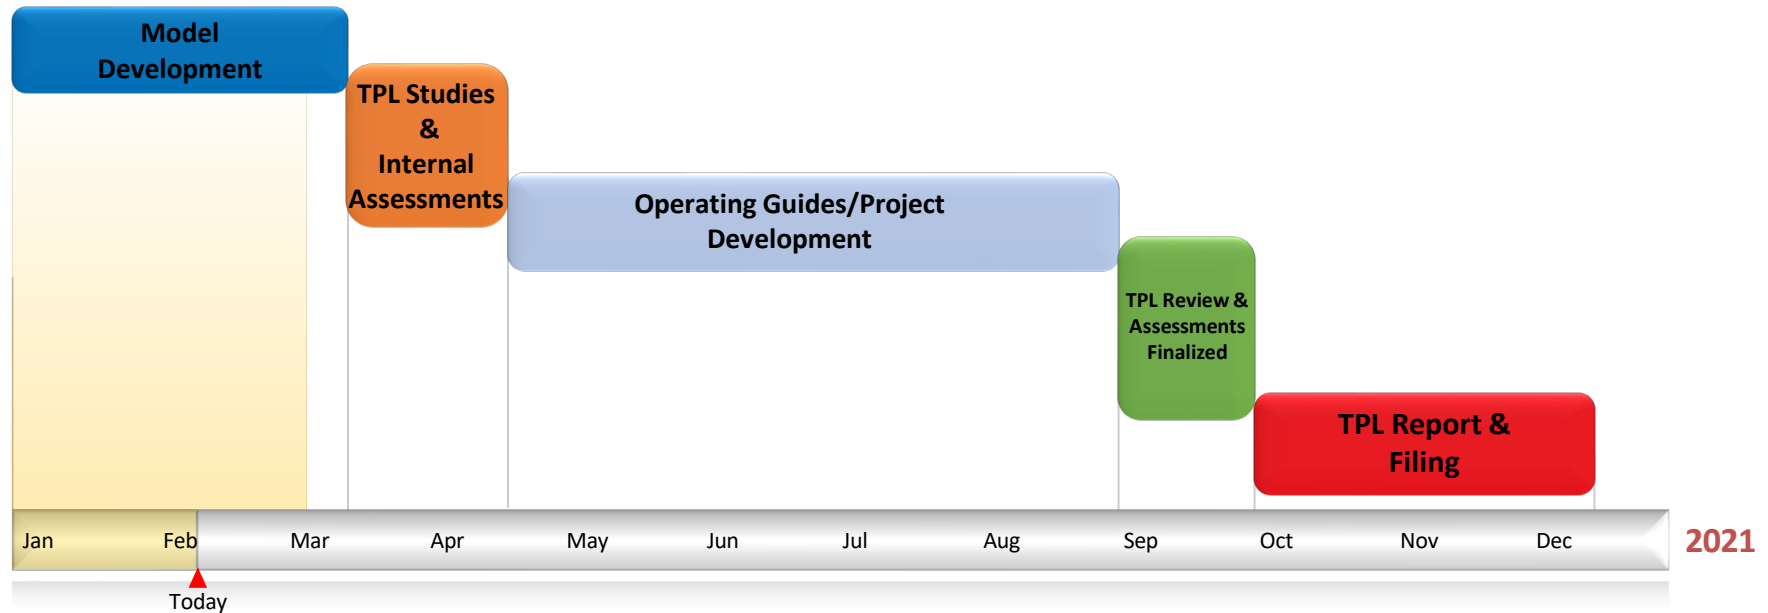 Model
Development
TPL Studies
&
Internal
Assessments
Operating Guides/Project
Development
TPL Review &
Assessments
Finalized
TPL Report &
Filing
Jan Feb Mar Apr May Jun Jul Aug Sep Oct Nov Dec 2021
Today